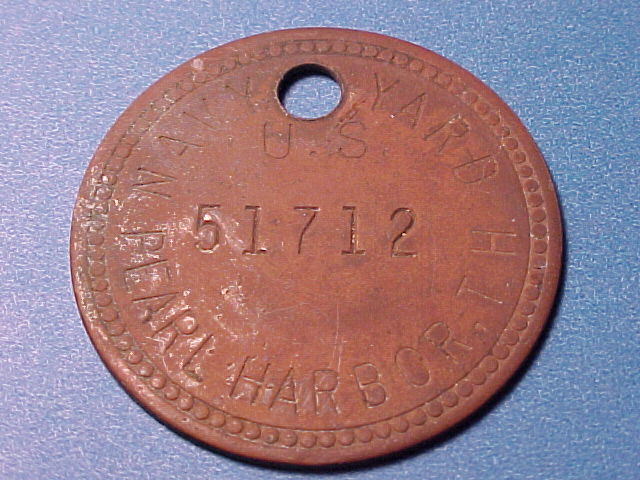 NAVY YARD
U.S.
51712
PEARL HARBOR, T.H.